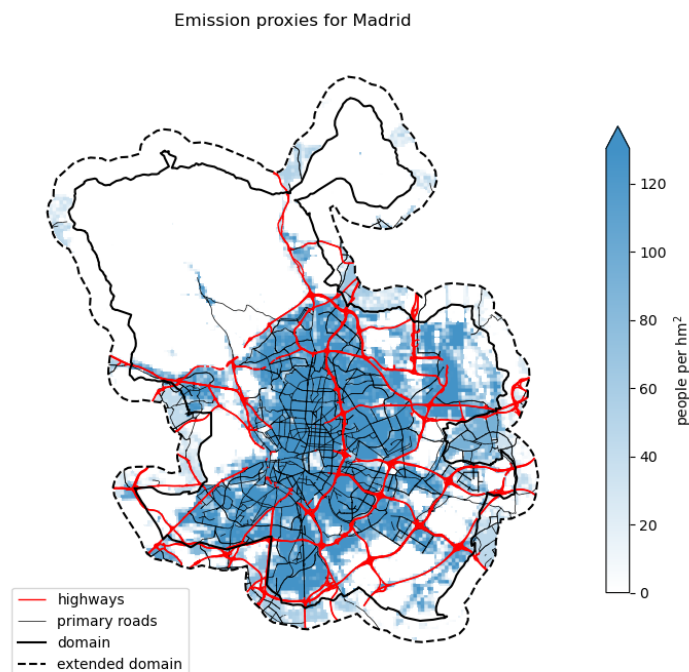 Emission proxies for Madrid
120
100
80
60
40
20
0
people per hm²
highways
primary roads
domain
extended domain